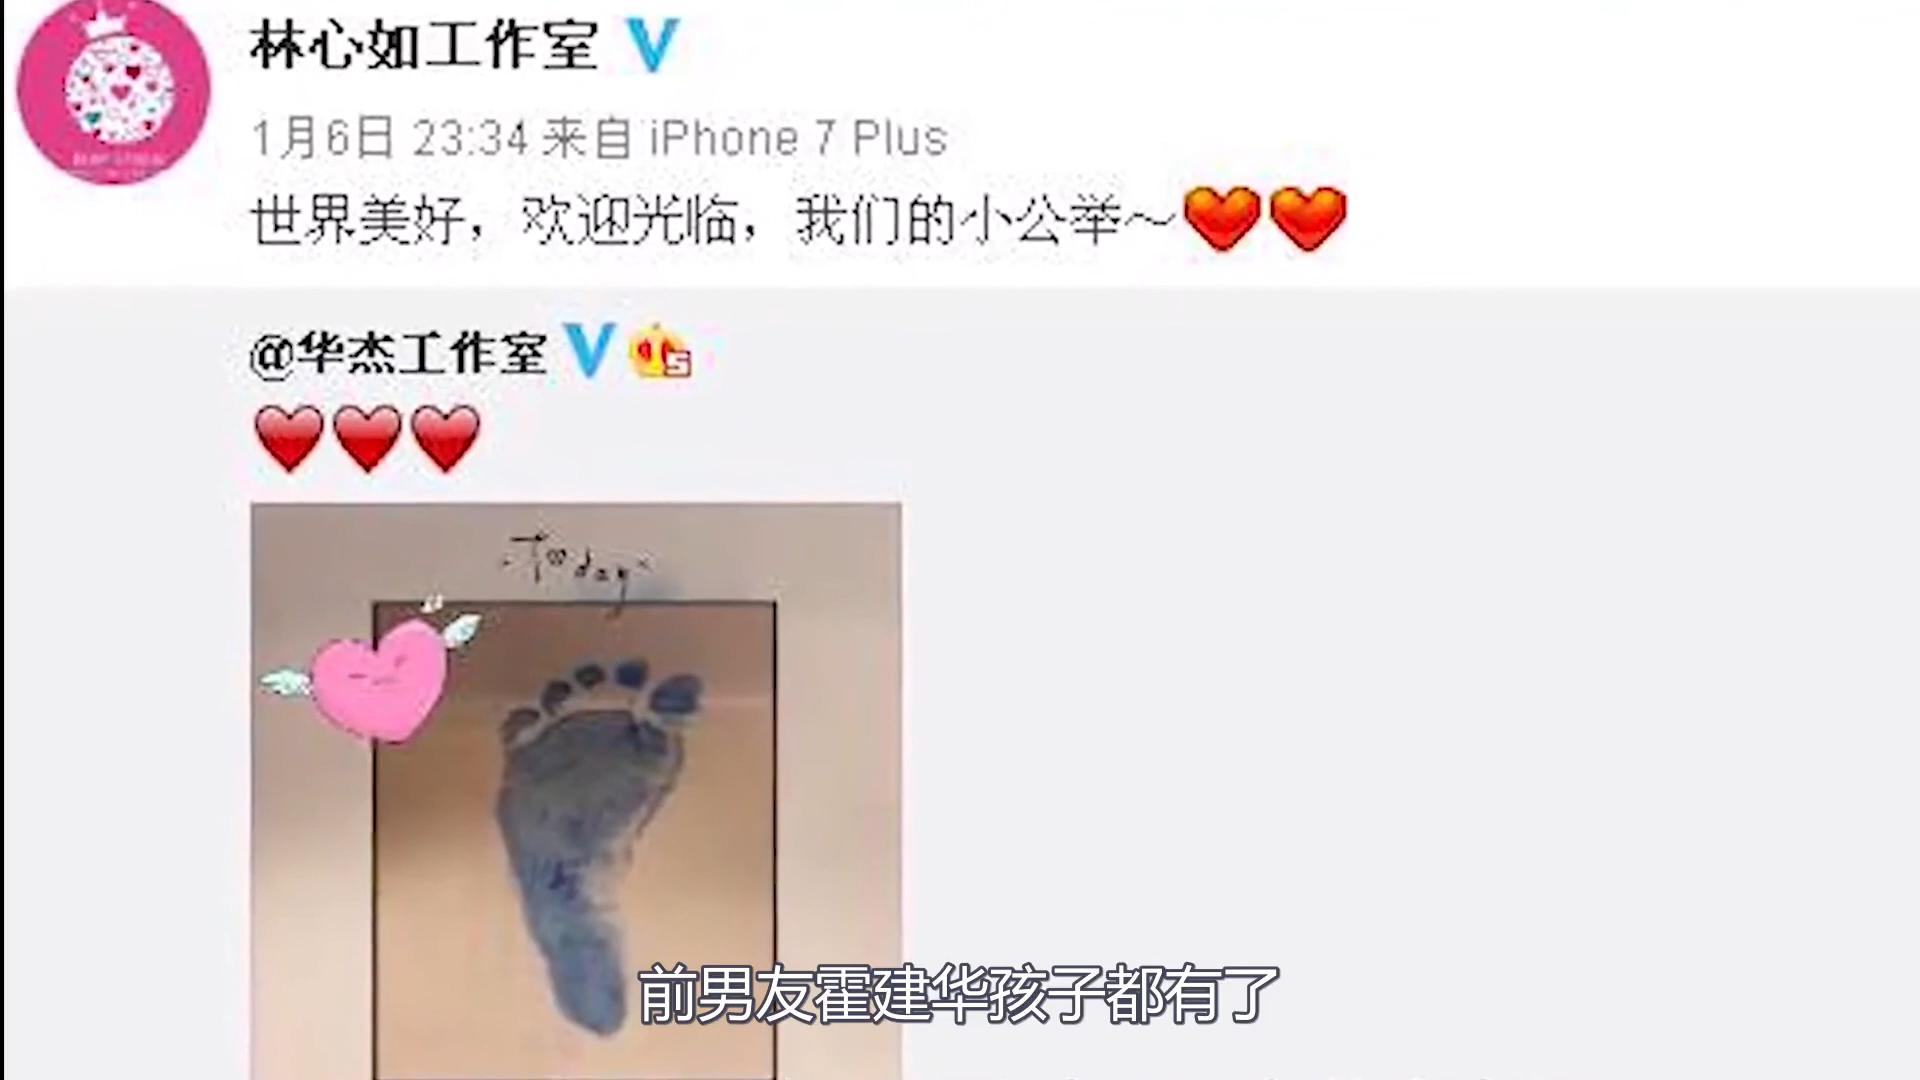 林心如工作室 V
1月6日 23:34 来自 iPhone 7 Plus
世界美好，欢迎光临，我们的小公举～
@华杰工作室 V
today
前男友霍建华孩子都有了